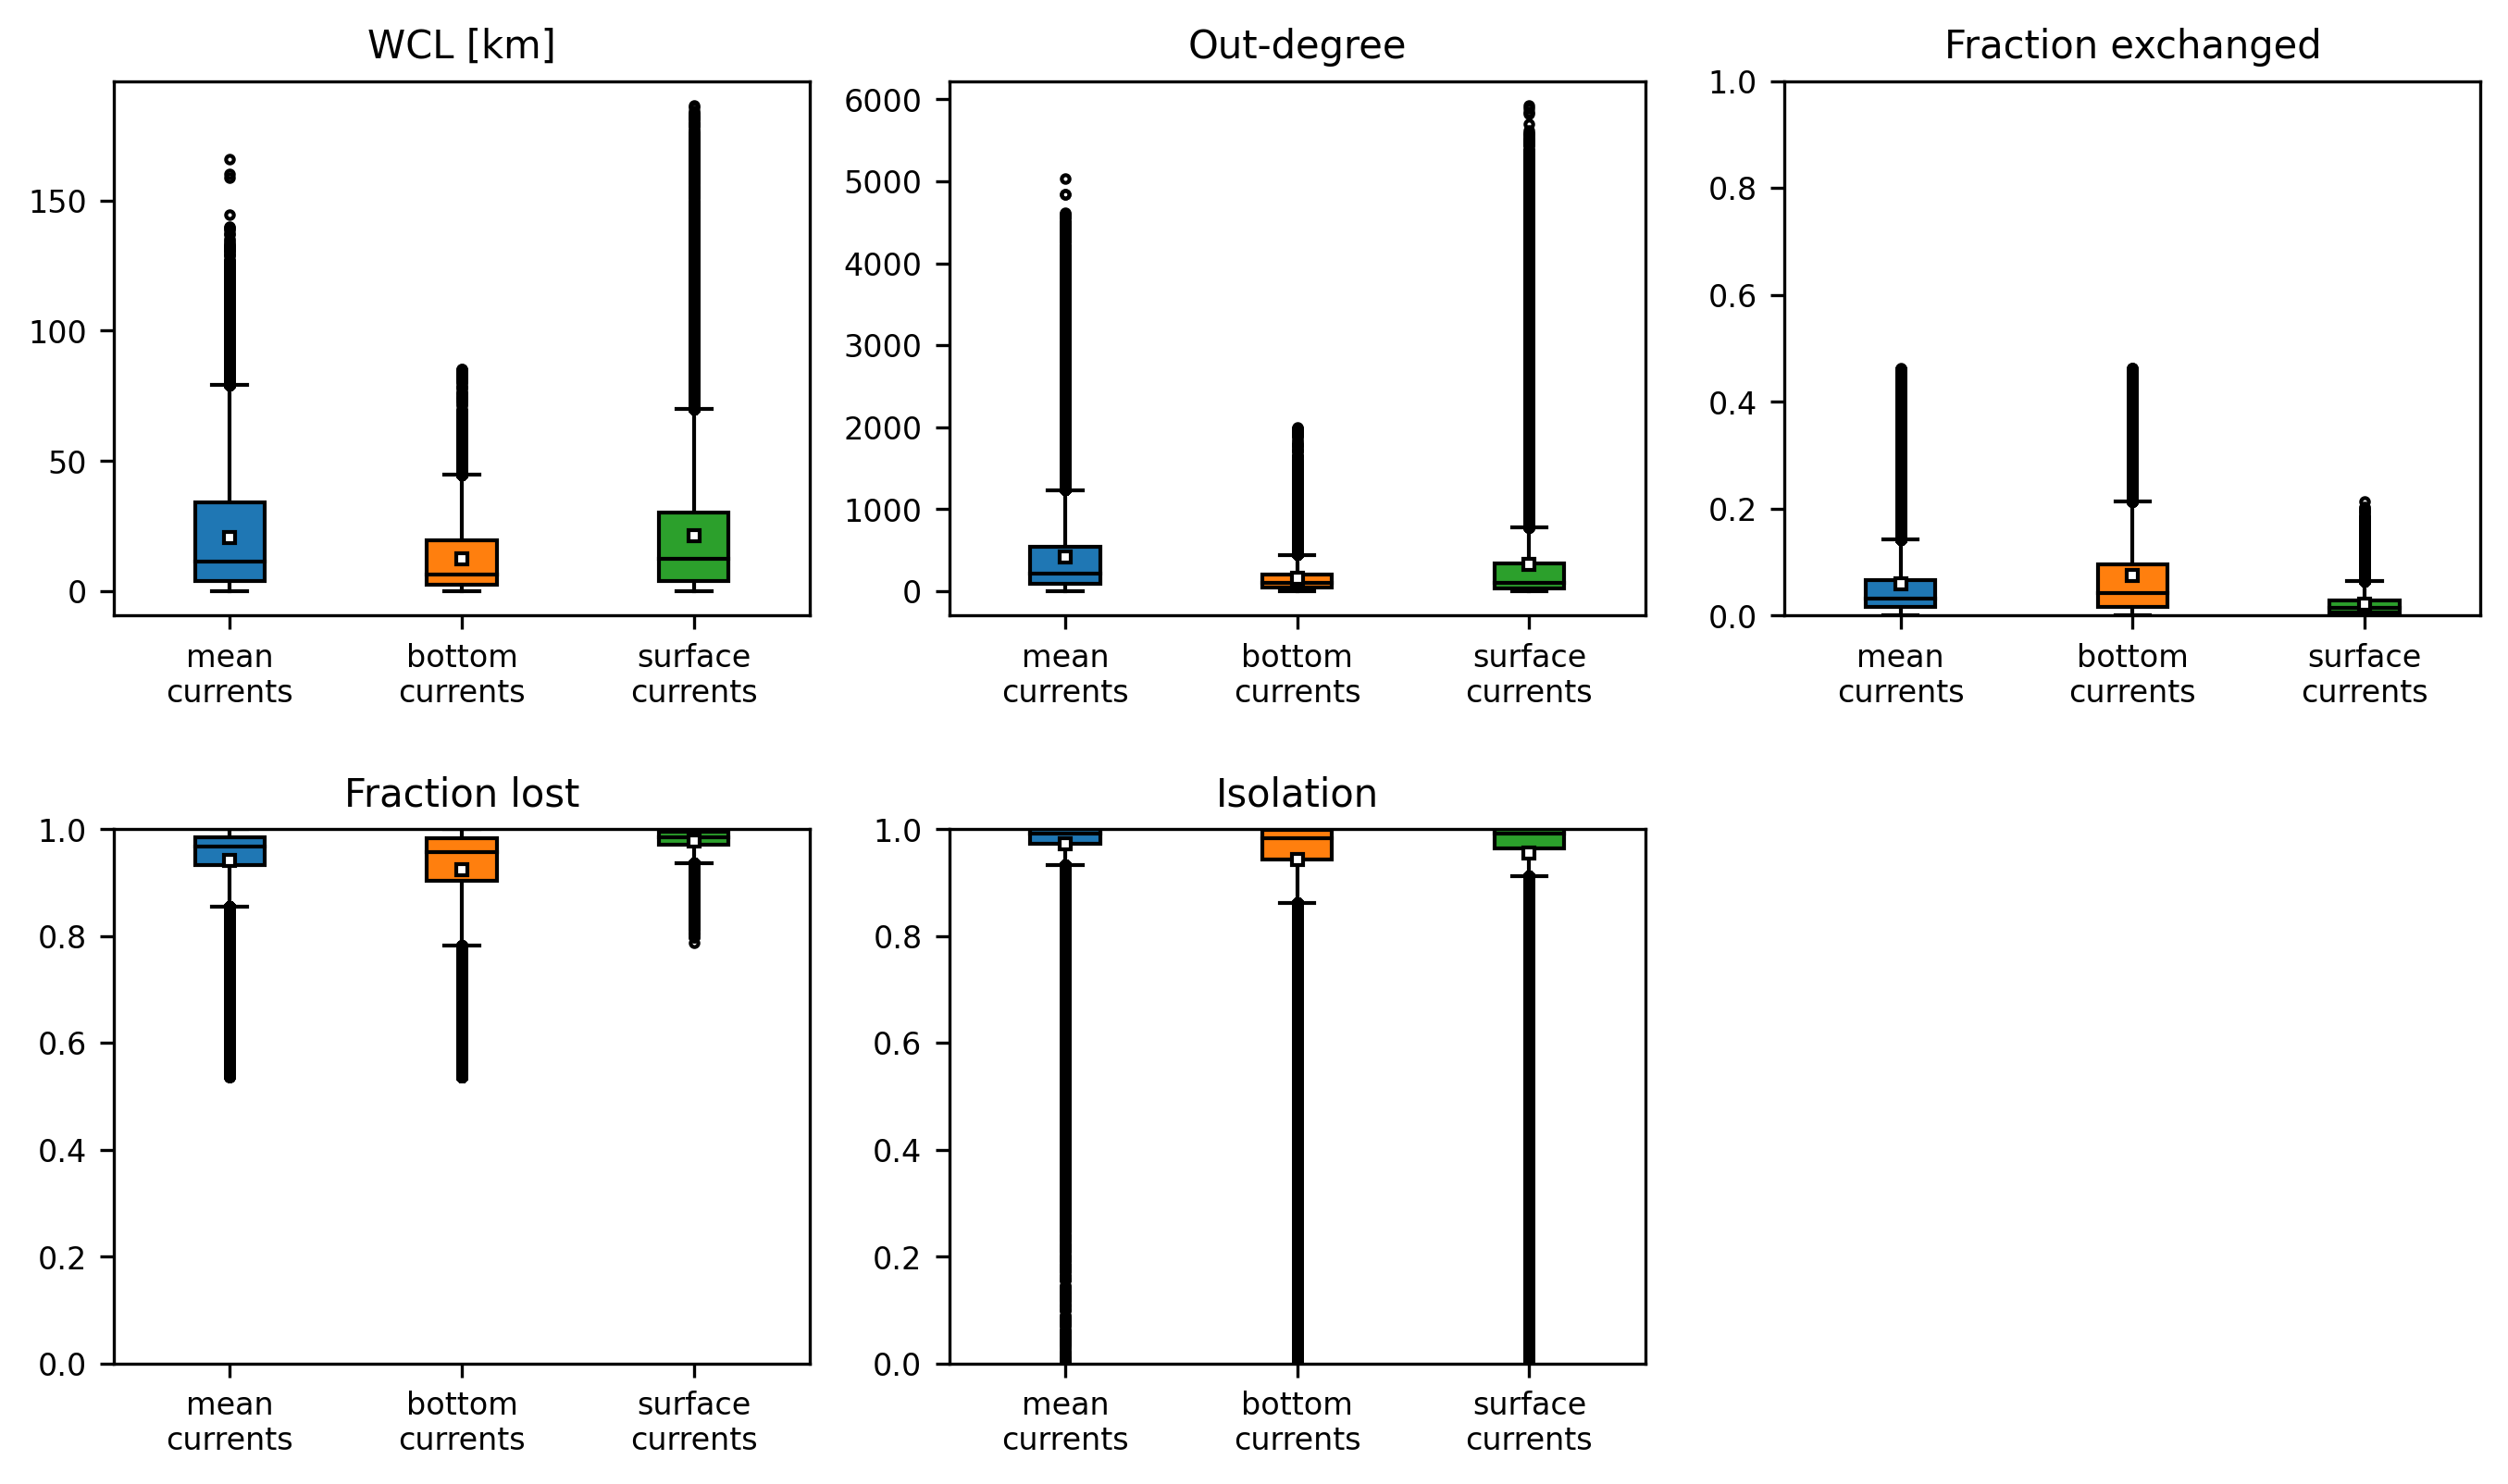 WCL [km]
150
100
50
0
mean
currents
bottom
currents
surface
currents
Out-degree
6000
5000
4000
3000
2000
1000
0
mean
currents
bottom
currents
surface
currents
Fraction exchanged
1.0
0.8
0.6
0.4
0.2
0.0
mean
currents
bottom
currents
surface
currents
Fraction lost
1.0
0.8
0.6
0.4
0.2
0.0
mean
currents
bottom
currents
surface
currents
Isolation
1.0
0.8
0.6
0.4
0.2
0.0
mean
currents
bottom
currents
surface
currents